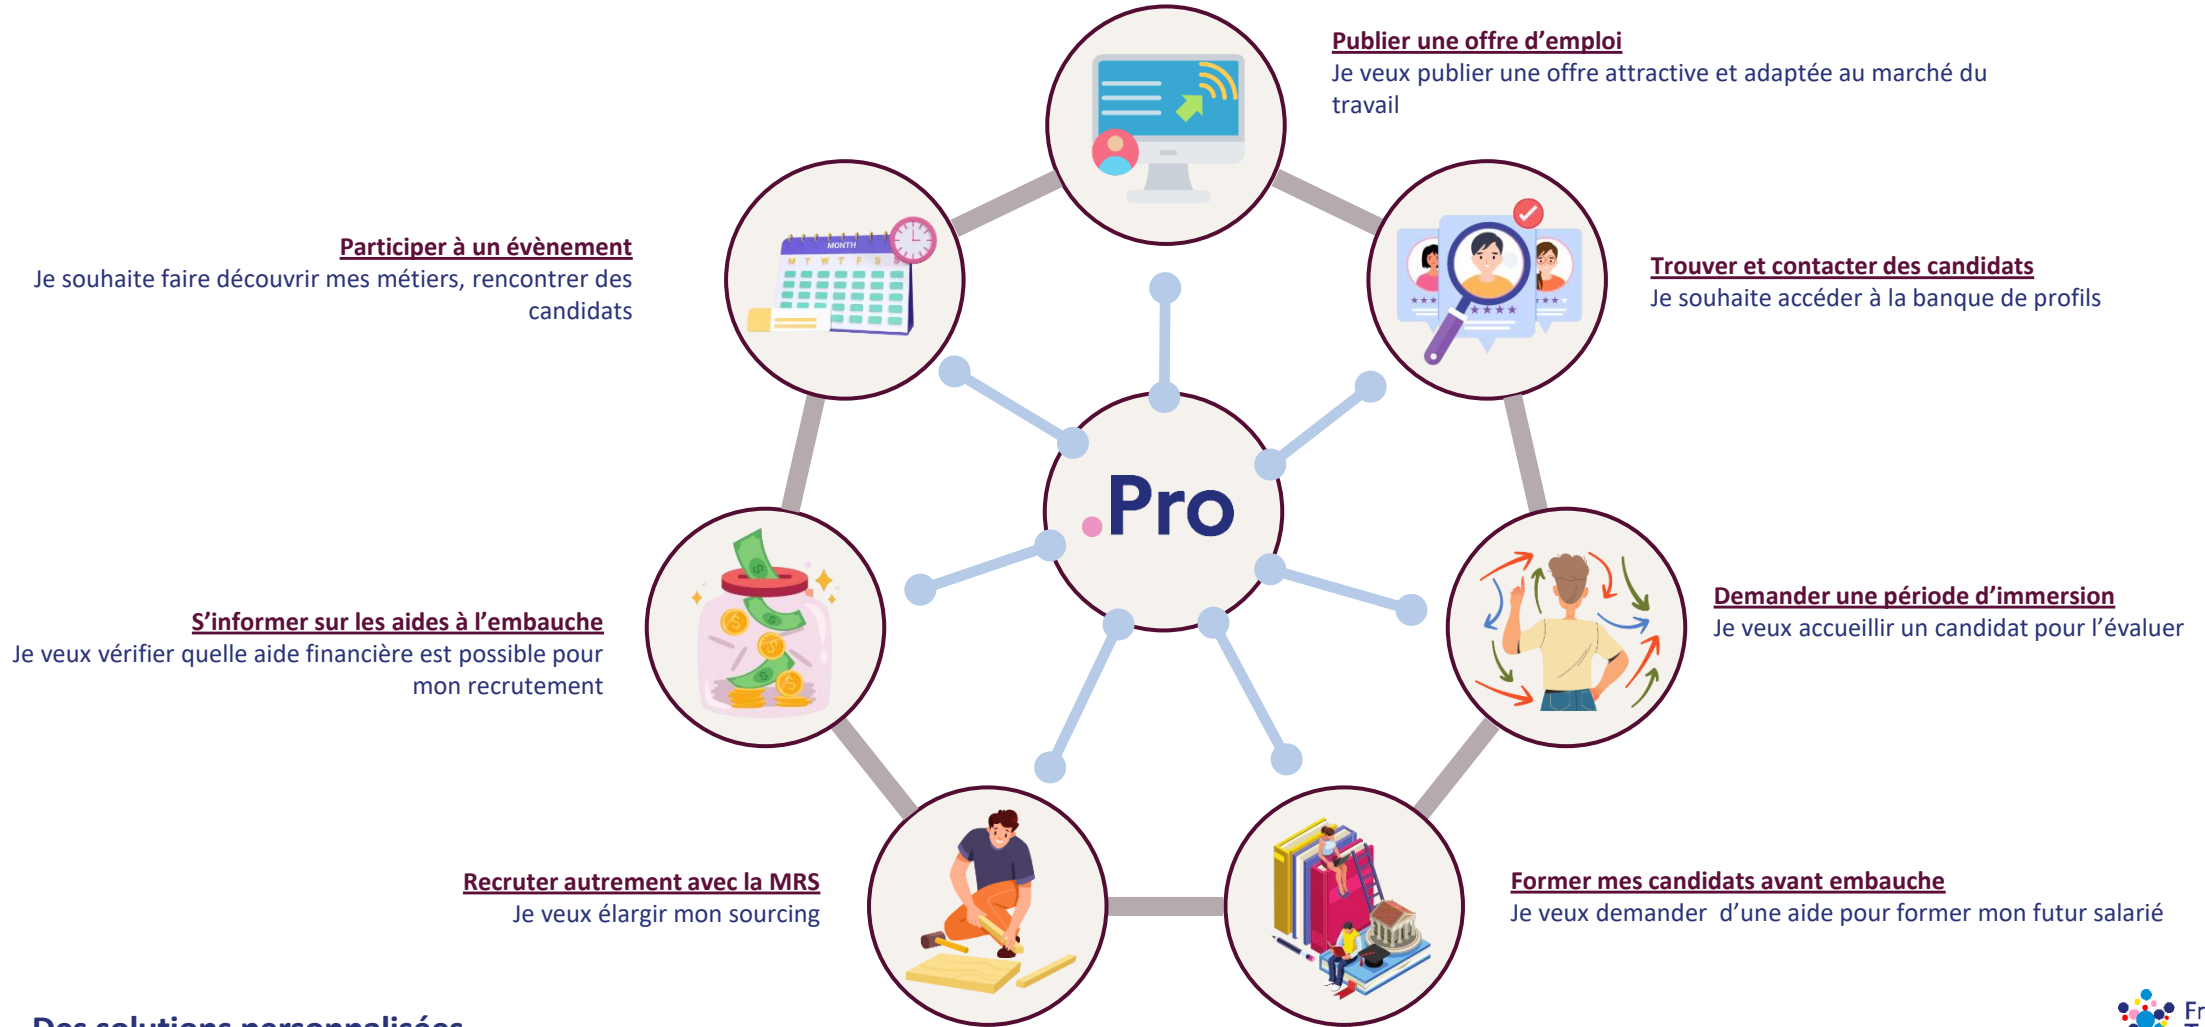 Publier une offre d'emploi
Je veux publier une offre attractive et adaptée au marché du
travail
Participer à un évènement
Je souhaite faire découvrir mes métiers, rencontrer des
candidats
MONTH
M T W T F S S
Trouver et contacter des candidats
Je souhaite accéder à la banque de profils
.Pro
S'informer sur les aides à l'embauche
Je veux vérifier quelle aide financière est possible pour
mon recrutement
Demander une période d'immersion
Je veux accueillir un candidat pour l'évaluer
Recruter autrement avec la MRS
Je veux élargir mon sourcing
Former mes candidats avant embauche
Je veux demander  d'une aide pour former mon futur salarié
Des solutions personnalisées